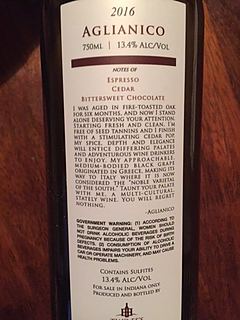 2016
AGLIANICO
750ML | 13.4% ALC/VOL
NOTES OF
ESPRESSO
CEDAR
BITTERSWEET CHOCOLATE
I WAS AGED IN FIRE-TOASTED OAK
FOR SIX MONTHS, AND NOW I STAND
ALONE DESERVING YOUR ATTENTION.
STARTING FRESH AND CLEAN, I'M
FREE OF SEED TANNINS AND I FINISH
WITH A STIMULATING CEDAR POP.
MY SPICE, DEPTH AND ELEGANCE
WILL ENTICE DIFFERING PALATES
AND ADVENTUROUS WINE DRINKERS
TO ENJOY. MY APPROACHABLE,
MEDIUM-BODIED BLACK GRAPE
ORIGINATED IN GREECE, MAKING ITS
WAY TO ITALY WHERE IT IS NOW
CONSIDERED THE "NOBLE VARIETAL
OF THE SOUTH." TAUNT YOUR PALATE
WITH ME, A MULTI-CULTURAL,
STATELY WINE. YOU WILL REGRET
NOTHING.
-AGLIANICO
GOVERNMENT WARNING: (1) ACCORDING TO
THE SURGEON GENERAL, WOMEN SHOULD
NOT DRINK ALCOHOLIC BEVERAGES DURING
PREGNANCY BECAUSE OF THE RISK OF BIRTH
DEFECTS. (2) CONSUMPTION OF ALCOHOLIC
BEVERAGES IMPAIRS YOUR ABILITY TO DRIVE A
CAR OR OPERATE MACHINERY, AND MAY CAUSE
HEALTH PROBLEMS.
CONTAINS SULFITES
13.4% ALC/VOL
FOR SALE IN INDIANA ONLY
PRODUCED AND BOTTLED BY